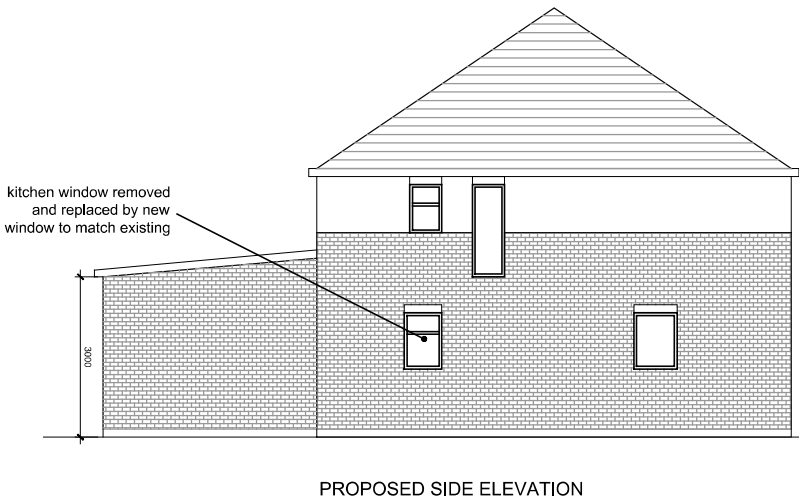 kitchen window removed
and replaced by new
window to match existing
3000
PROPOSED SIDE ELEVATION